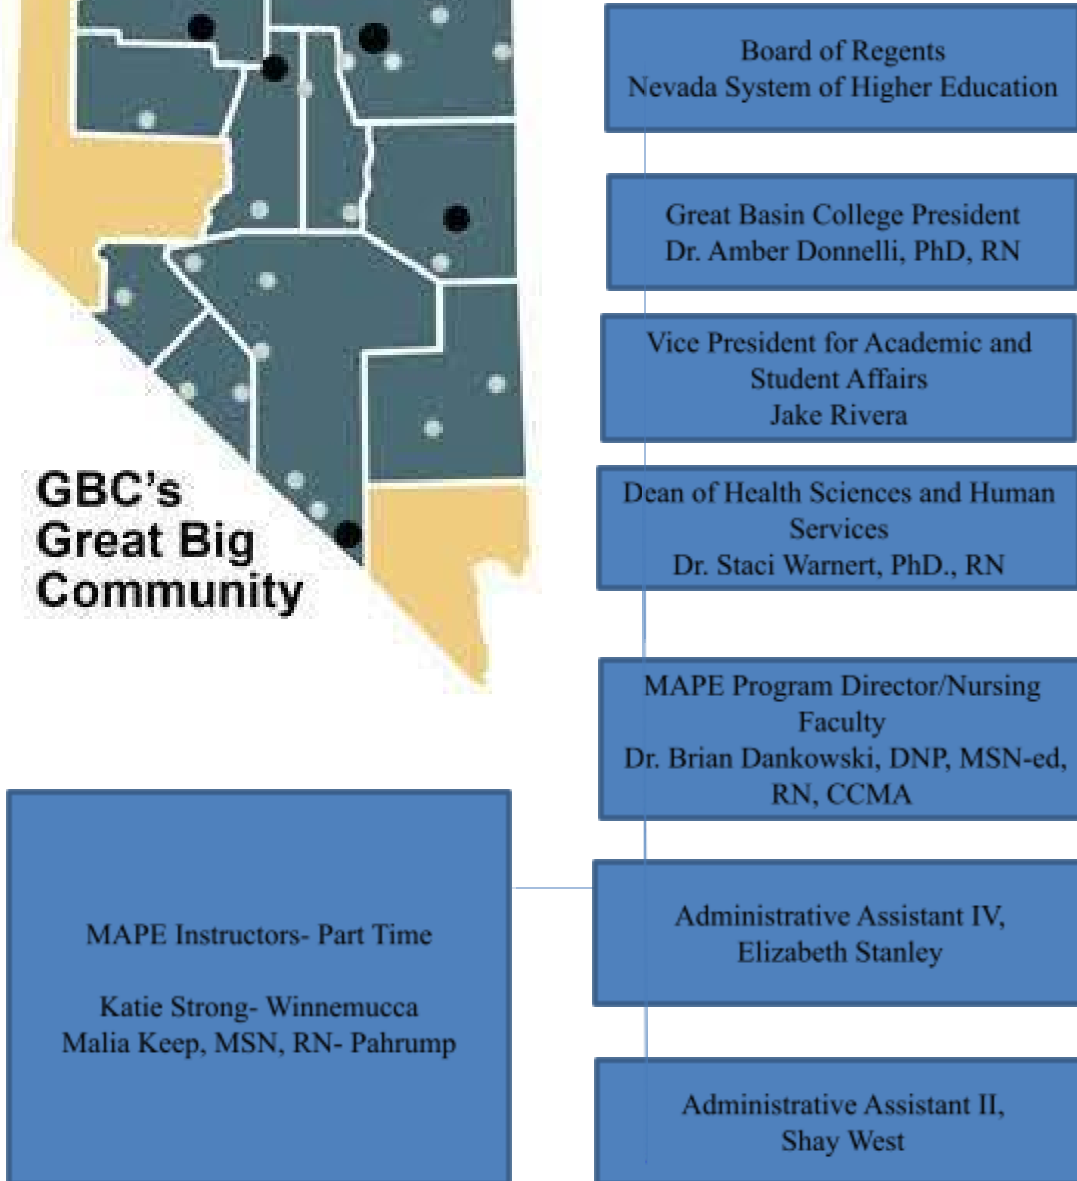 GBC's
Great Big
Community
Board of Regents
Nevada System of Higher Education
Great Basin College President
Dr. Amber Donnelli, PhD, RN
Vice President for Academic and
Student Affairs
Jake Rivera
Dean of Health Sciences and Human
Services
Dr. Staci Warnert, PhD., RN
MAPE Program Director/Nursing
Faculty
Dr. Brian Dankowski, DNP, MSN-ed,
RN, CCMA
MAPE Instructors- Part Time
Katie Strong- Winnemucca
Malia Keep, MSN, RN- Pahrump
Administrative Assistant IV,
Elizabeth Stanley
Administrative Assistant II,
Shay West